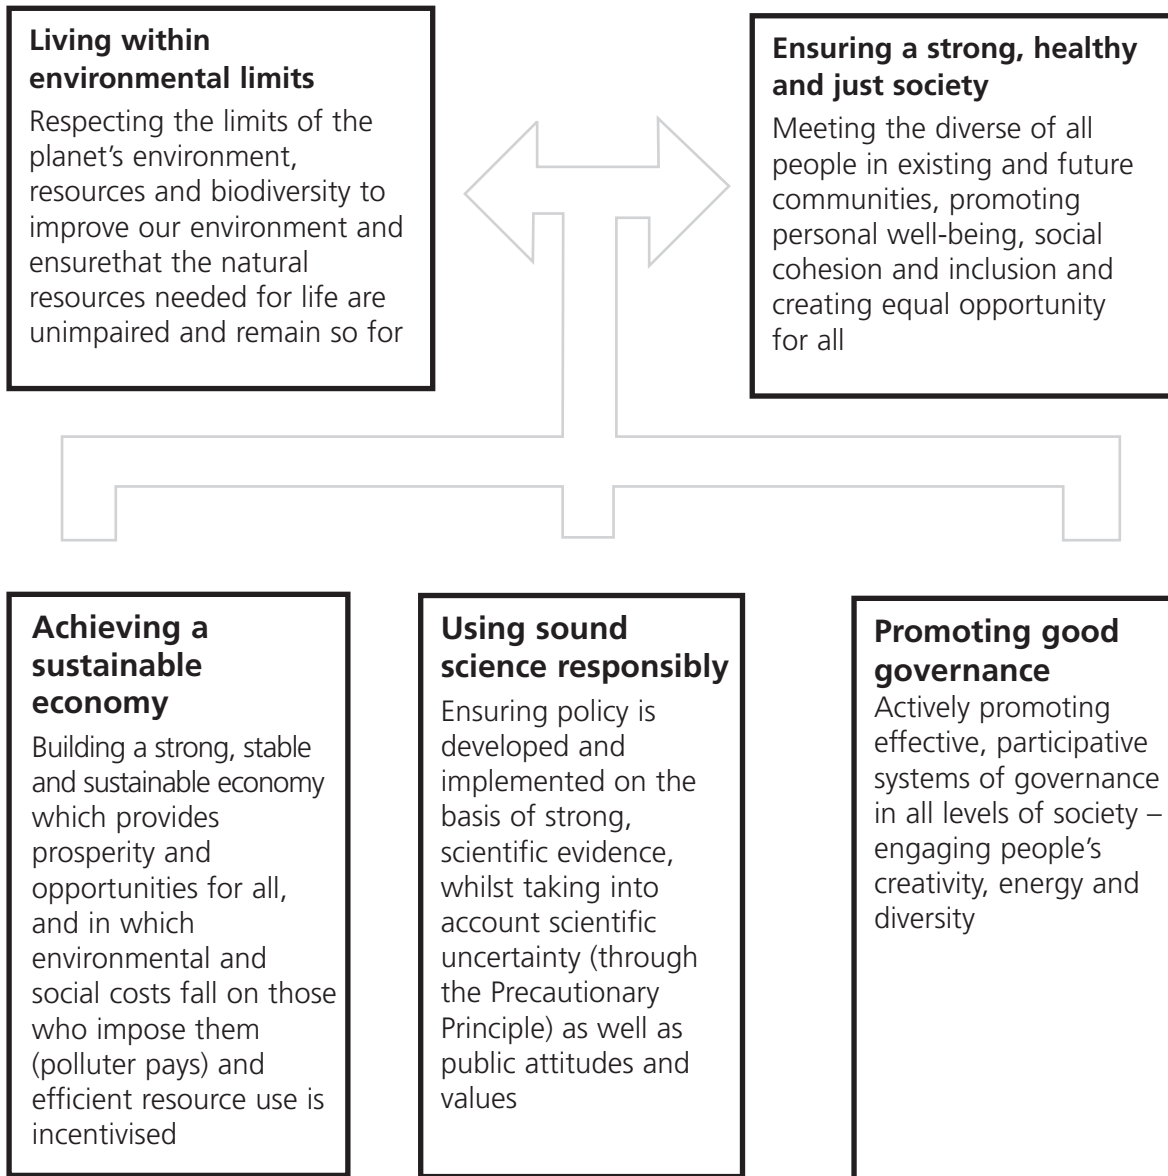 Living within
environmental limits
Respecting the limits of the
planet’s environment,
resources and biodiversity to
improve our environment and
ensurethat the natural
resources needed for life are
unimpaired and remain so for
Ensuring a strong, healthy
and just society
Meeting the diverse of all
people in existing and future
communities, promoting
personal well-being, social
cohesion and inclusion and
creating equal opportunity
for all
Achieving a
sustainable
economy
Building a strong, stable
and sustainable economy
which provides
prosperity and
opportunities for all,
and in which
environmental and
social costs fall on those
who impose them
(polluter pays) and
efficient resource use is
incentivised
Using sound
science responsibly
Ensuring policy is
developed and
implemented on the
basis of strong,
scientific evidence,
whilst taking into
account scientific
uncertainty (through
the Precautionary
Principle) as well as
public attitudes and
values
Promoting good
governance
Actively promoting
effective, participative
systems of governance
in all levels of society –
engaging people’s
creativity, energy and
diversity